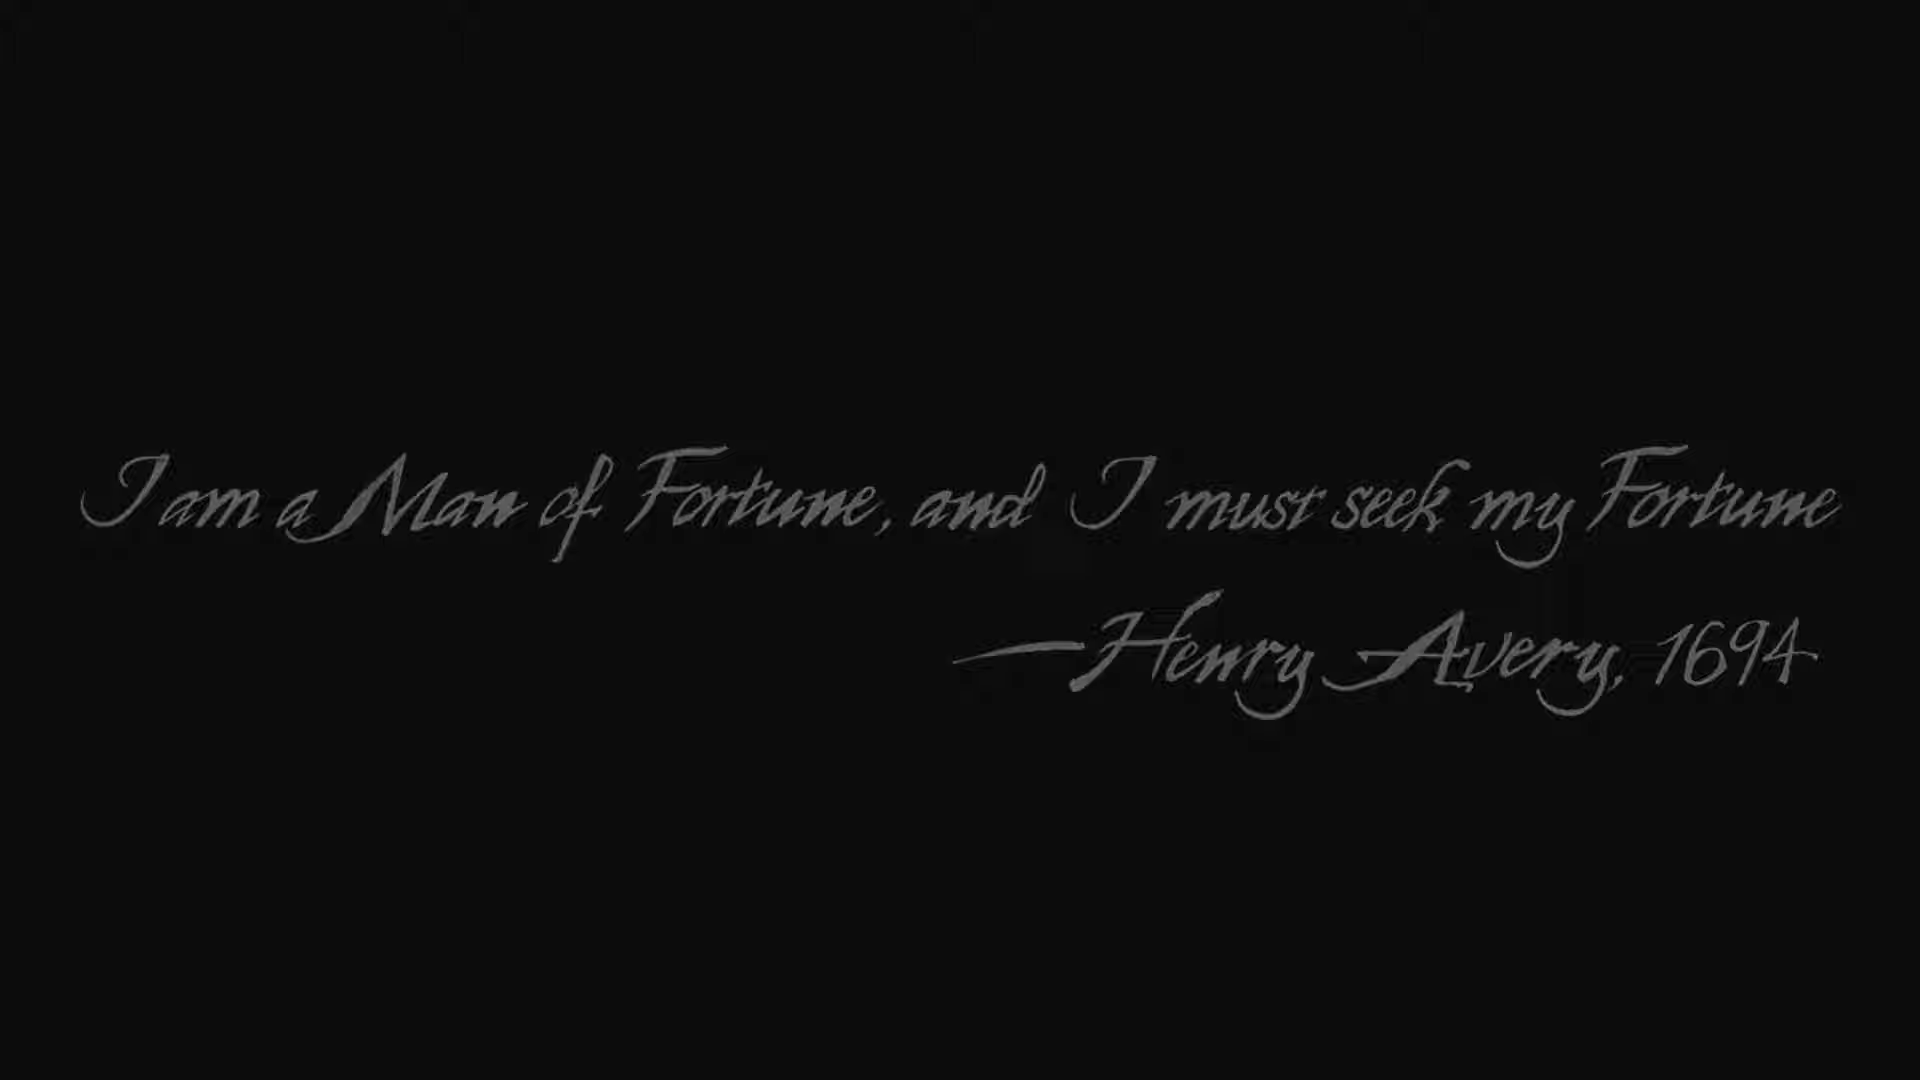 I am a Man of Fortune, and I must seek my Fortune
—Henry Avery, 1694